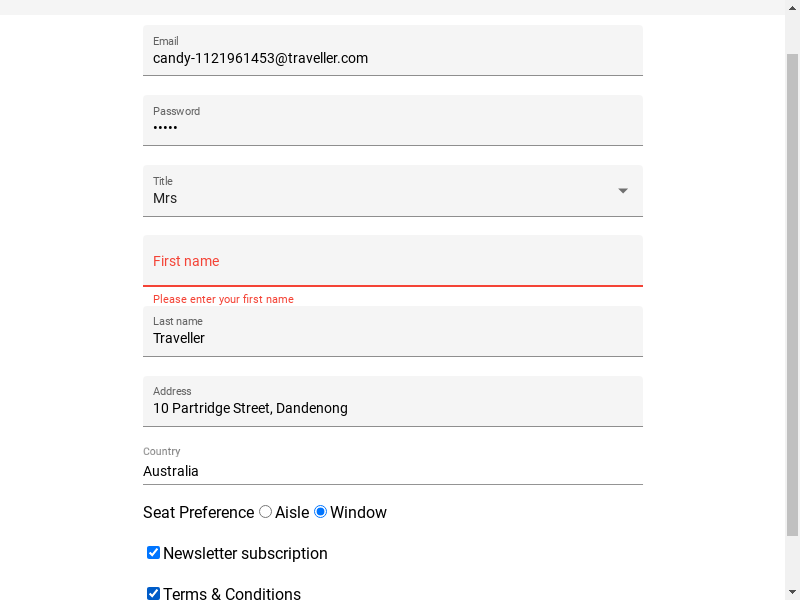 Email
candy-1121961453@traveller.com
Password
•••••
Title
Mrs
First name
Please enter your first name
Last name
Traveller
Address
10 Partridge Street, Dandenong
Country
Australia
Seat Preference Aisle Window
Newsletter subscription
Terms & Conditions